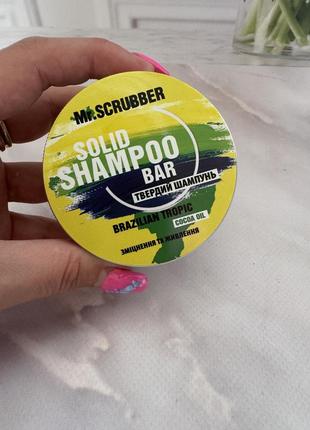 Mr.SCRUBBER
SOLID
SHAMPOO
BAR
ТВЕРДИЙ ШАМПУНЬ
BRAZILIAN TROPIC
COCOA OIL
ЗМІЦНЕННЯ ТА ЖИВЛЕННЯ